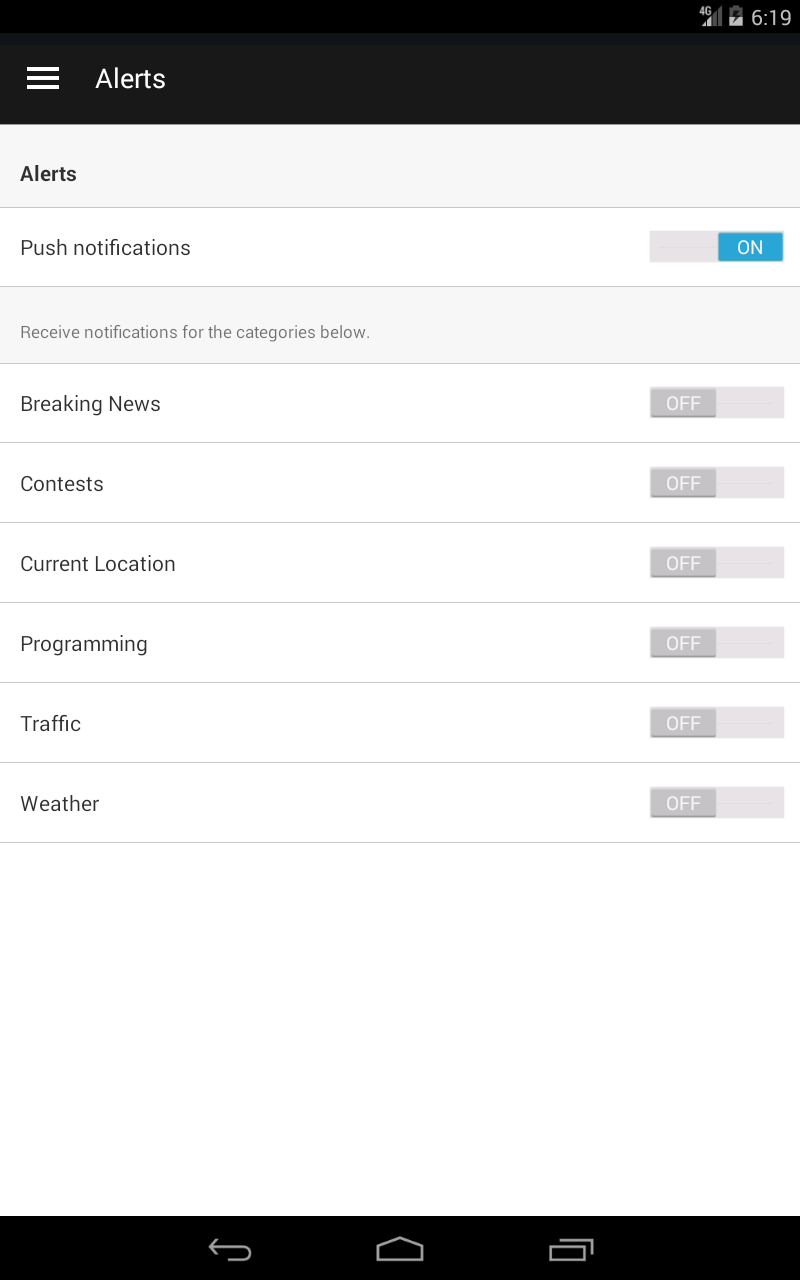 4G 6:19
Alerts
Alerts
Push notifications ON
Receive notifications for the categories below.
Breaking News OFF
Contests OFF
Current Location OFF
Programming OFF
Traffic OFF
Weather OFF